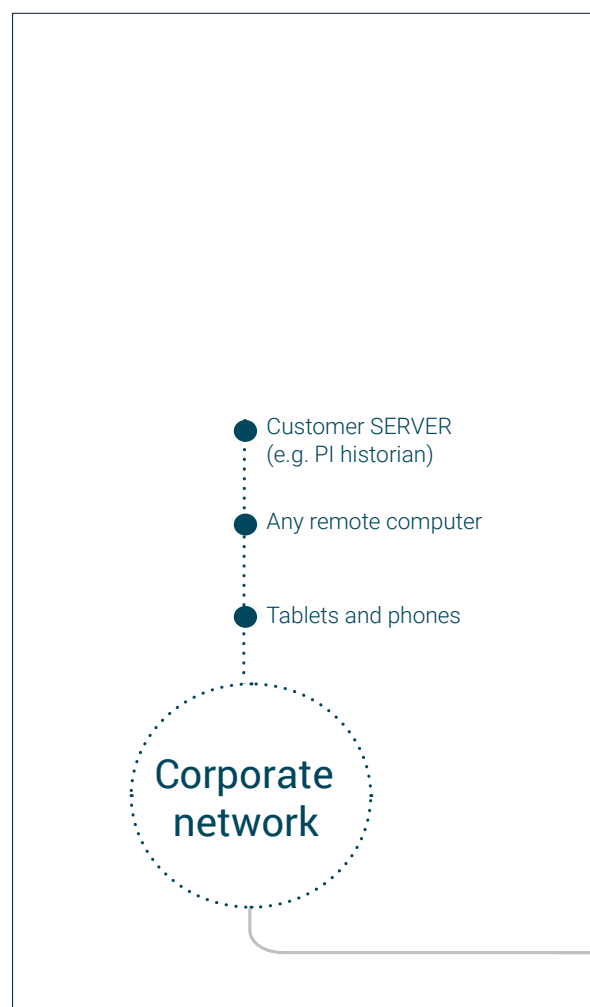 Customer SERVER
(e.g. PI historian)
Any remote computer
Tablets and phones
Corporate
network